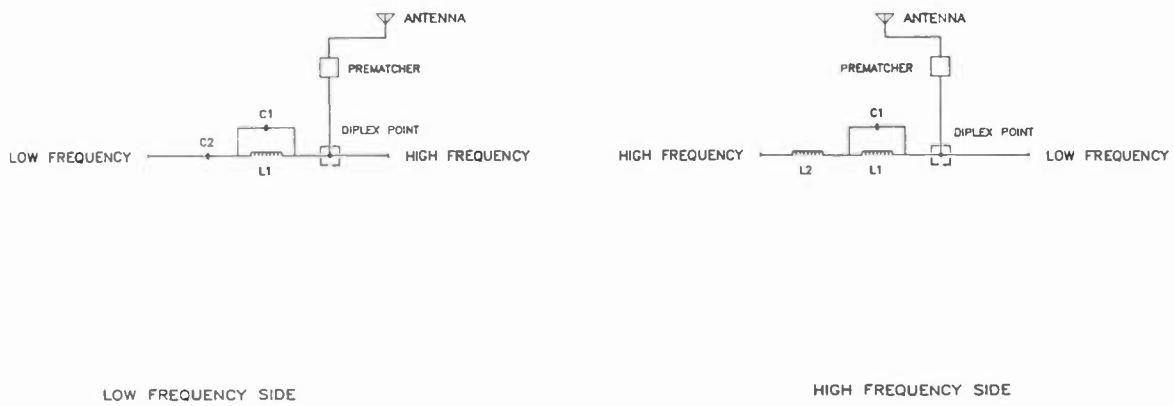 ANTENNA
PREMATCHER
C1
DIPLEX POINT
C2
LOW FREQUENCY
HIGH FREQUENCY
L1
LOW FREQUENCY SIDE
ANTENNA
PREMATCHER
C1
DIPLEX POINT
HIGH FREQUENCY
LOW FREQUENCY
L2
L1
HIGH FREQUENCY SIDE